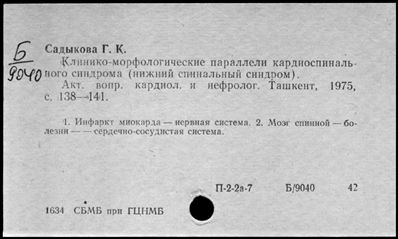 Б
9040
Садыкова Г. К.
Клинико-морфологические параллели кардиоспиналь-
ного синдрома (нижний спинальный синдром).
Акт. вопр. кардиол. и нефролог. Ташкент, 1975,
с. 138—141.
1. Инфаркт миокарда — нервная система. 2. Мозг спинной — бо-
лезни — — сердечно-сосудистая система.
П-2-2а-7 Б/9040 42
1634 СБМБ при ГЦНМБ